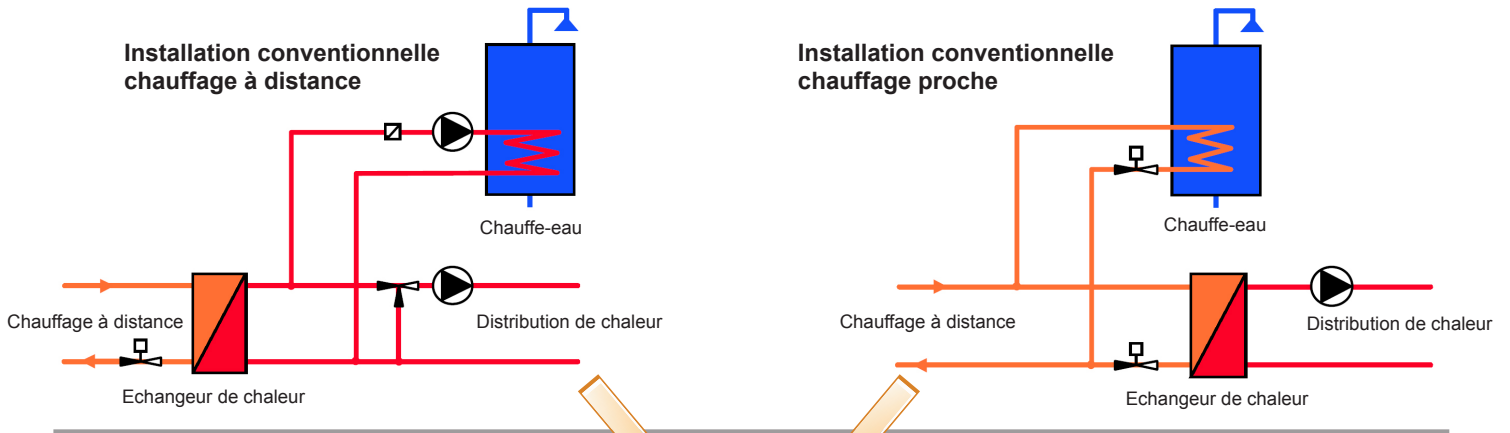 Installation conventionnelle
chauffage à distance
Chauffe-eau
Chauffage à distance
Distribution de chaleur
Echangeur de chaleur
Installation conventionnelle
chauffage proche
Chauffe-eau
Chauffage à distance
Distribution de chaleur
Echangeur de chaleur